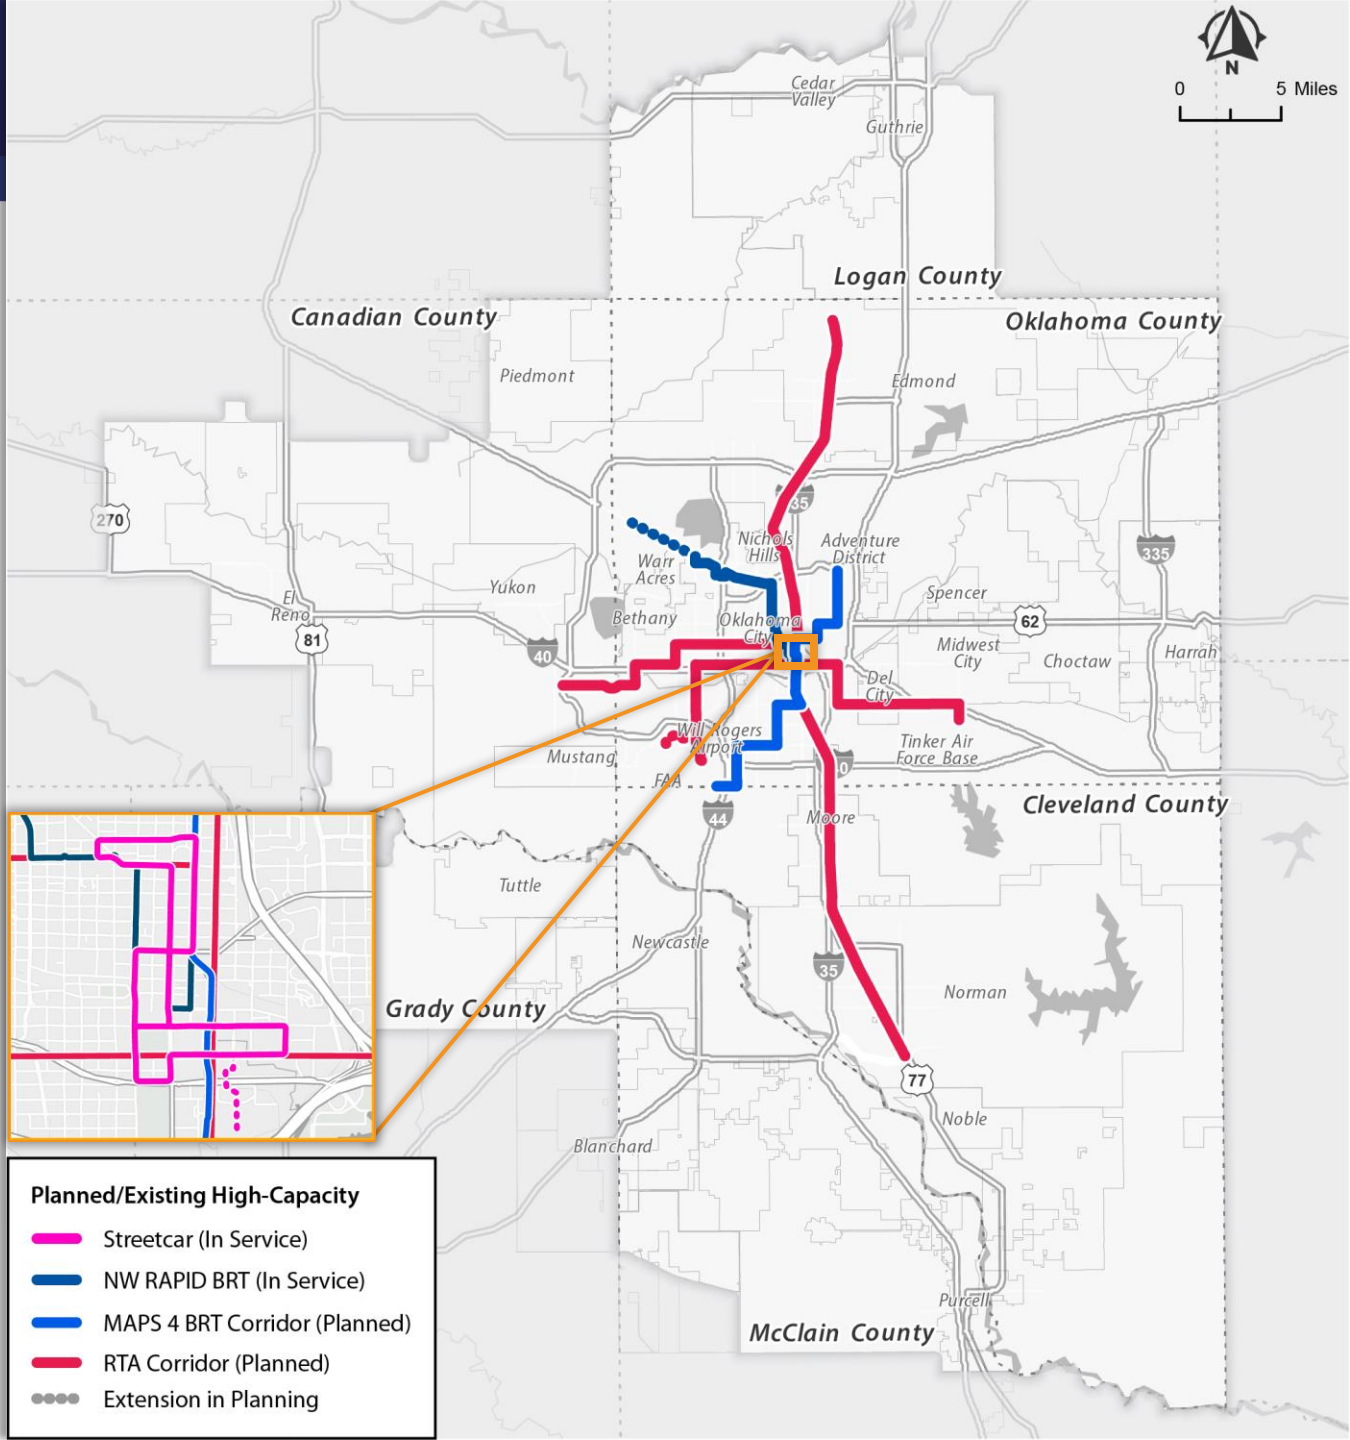 N
0 5 Miles
Cedar
Valley
Guthrie
Logan County
Canadian County
Oklahoma County
Piedmont
Edmond
35
270
Nichols
Hills
Adventure
District
335
Warr
Acres
Yukon
Spencer
El
Reno
Bethany
Oklahoma
City
62
81
40
Midwest
City
Choctaw
Harrah
Del
City
Will Rogers
Airport
Mustang
Tinker Air
Force Base
FAA
0
Cleveland County
44
Moore
Tuttle
Newcastle
35
Norman
Grady County
77
Noble
Blanchard
Purcell
McClain County
Planned/Existing High-Capacity
Streetcar (In Service)
NW RAPID BRT (In Service)
MAPS 4 BRT Corridor (Planned)
RTA Corridor (Planned)
Extension in Planning